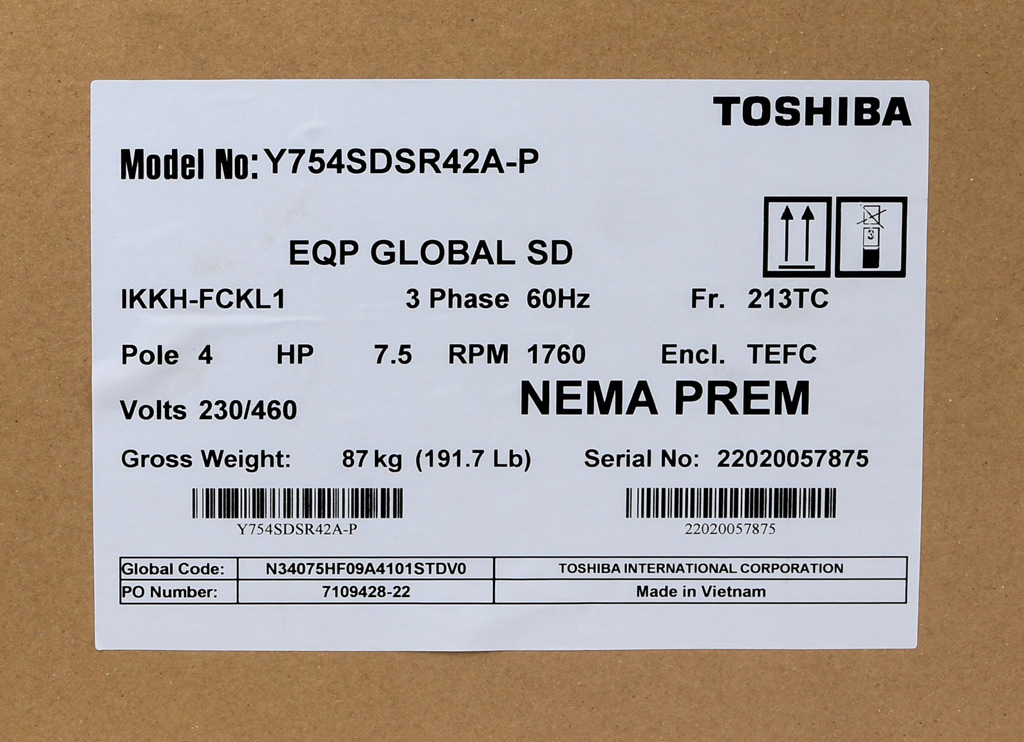 TOSHIBA
Model No: Y754SDSR42A-P
EQP GLOBAL SD
3
IKKH-FCKL1 3 Phase 60Hz Fr. 213TC
Pole 4 HP 7.5 RPM 1760 Encl. TEFC
Volts 230/460 NEMA PREM
Gross Weight: 87 kg (191.7 Lb) Serial No: 22020057875
Y754SDSR42A-P 22020057875
Global Code: N34075HF09A4101STDV0 TOSHIBA INTERNATIONAL CORPORATION
PO Number: 7109428-22 Made in Vietnam